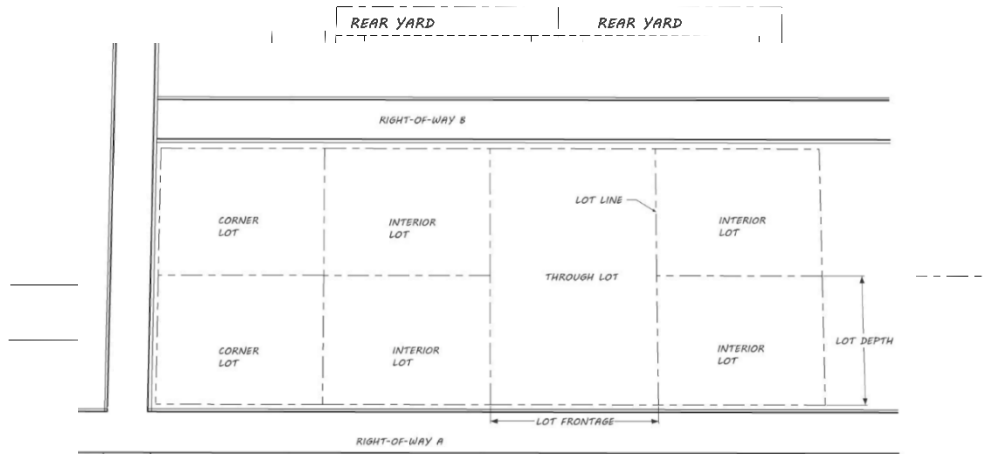 REAR YARD
REAR YARD
RIGHT-OF-WAY B
LOT LINE
CORNER
LOT
INTERIOR
LOT
INTERIOR
LOT
THROUGH LOT
CORNER
LOT
INTERIOR
LOT
INTERIOR
LOT
LOT DEPTH
LOT FRONTAGE
RIGHT-OF-WAY A